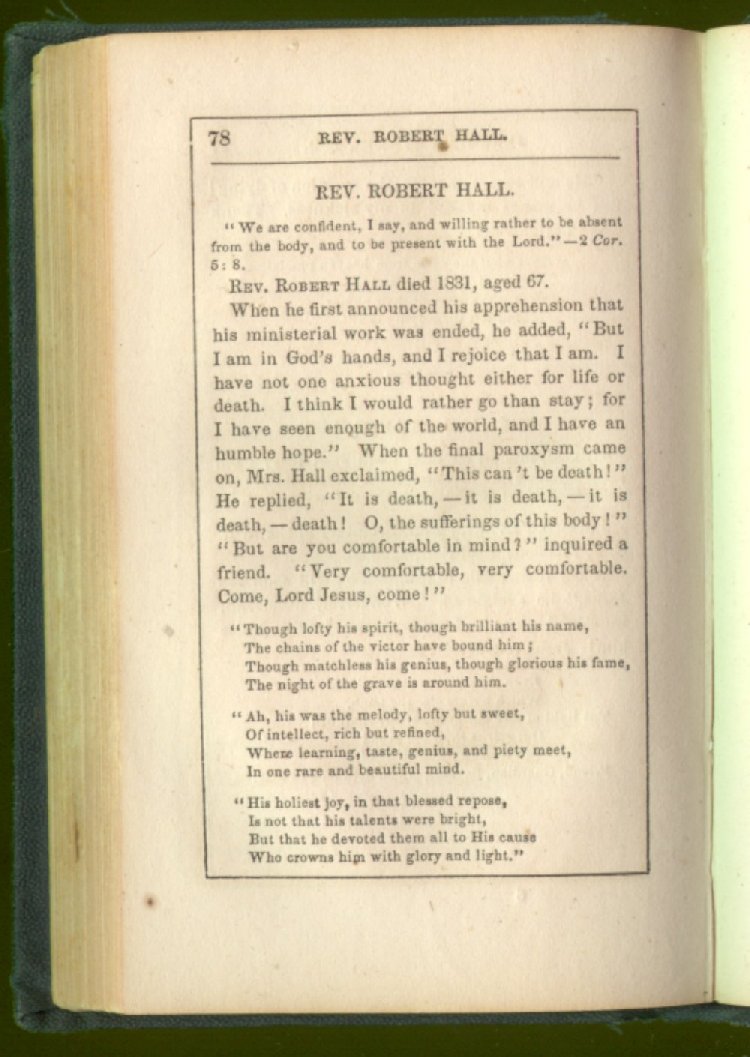 78 REV. ROBERT HALL.
REV. ROBERT HALL.
"We are confident, I say, and willing rather to be absent
from the body, and to be present with the Lord."—2 Cor.
5: 8.
REV. ROBERT HALL died 1831, aged 67.
When he first announced his apprehension that
his ministerial work was ended, he added, "But
I am in God's hands, and I rejoice that I am. I
have not one anxious thought either for life or
death. I think I would rather go than stay; for
I have seen enough of the world, and I have an
humble hope." When the final paroxysm came
on, Mrs. Hall exclaimed, "This can 't be death!"
He replied, "It is death,—it is death,—it is
death,—death! O, the sufferings of this body!"
"But are you comfortable in mind?" inquired a
friend. "Very comfortable, very comfortable.
Come, Lord Jesus, come!"
"Though lofty his spirit, though brilliant his name,
The chains of the victor have bound him;
Though matchless his genius, though glorious his fame,
The night of the grave is around him.
"Ah, his was the melody, lofty but sweet,
Of intellect, rich but refined,
Where learning, taste, genius, and piety meet,
In one rare and beautiful mind.
"His holiest joy, in that blessed repose,
Is not that his talents were bright,
But that he devoted them all to His cause
Who crowns him with glory and light."